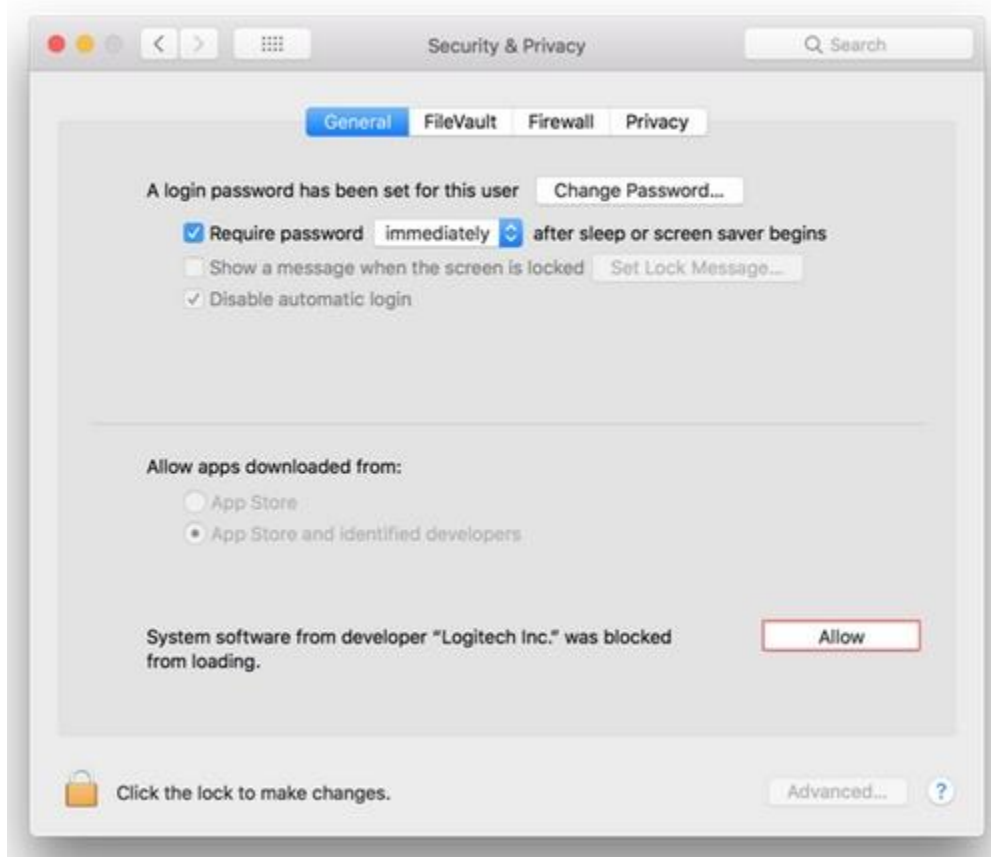 Security & Privacy
Search
General FileVault Firewall Privacy
A login password has been set for this user Change Password...
Require password immediately after sleep or screen saver begins
Show a message when the screen is locked Set Lock Message...
Disable automatic login
Allow apps downloaded from:
App Store
App Store and identified developers
System software from developer “Logitech Inc.” was blocked Allow
from loading.
Click the lock to make changes.
Advanced... ?